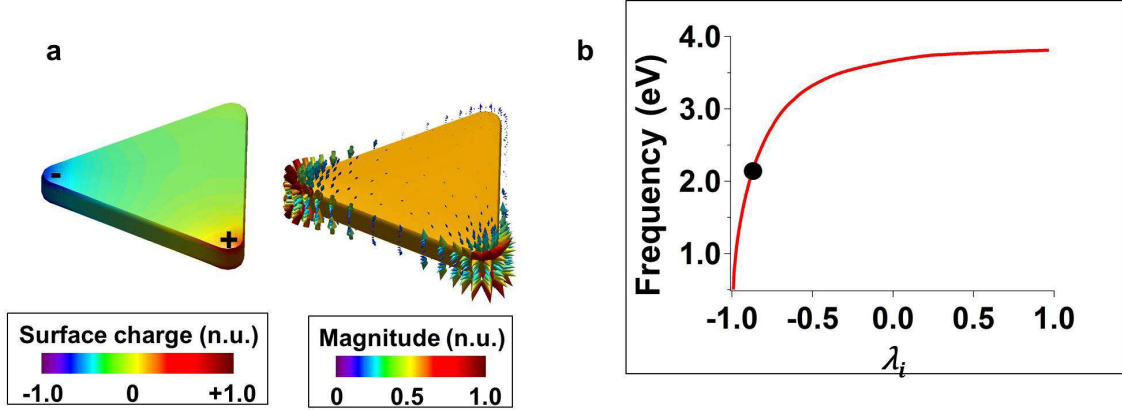 a
-
+
Surface charge (n.u.)
-1.0 0 +1.0
Magnitude (n.u.)
0 0.5 1.0
b
Frequency (eV)
4.0
3.0
2.0
1.0
-1.0 -0.5 0.0 0.5 1.0
λᵢ